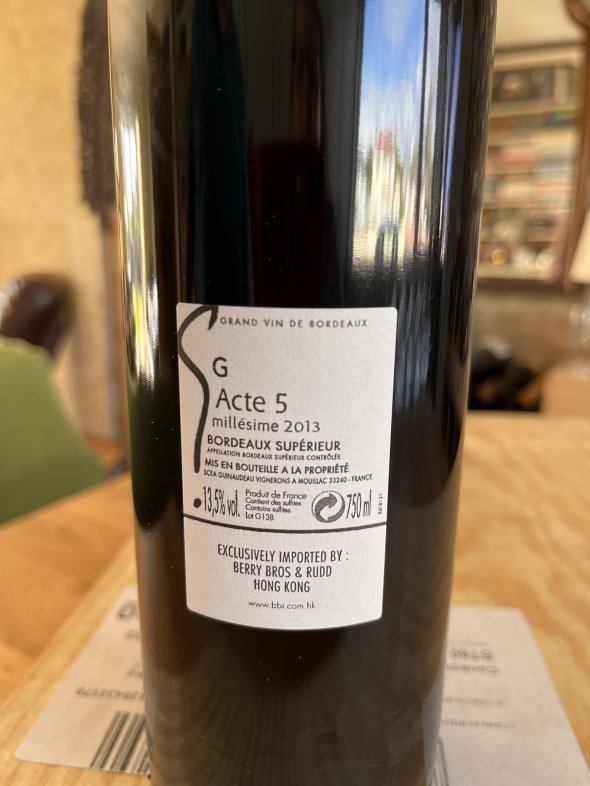 GRAND VIN DE BORDEAUX
G
Acte 5
millésime 2013
BORDEAUX SUPÉRIEUR
APPELLATION BORDEAUX SUPÉRIEUR CONTRÔLÉE
MIS EN BOUTEILLE A LA PROPRIÉTÉ
SCEA GUINAUDEAU VIGNERONS A MOUILLAC 33240 - FRANCE
13,5% vol.
Produit de France
Contient des sulfites
Contains sulfites
Lot G13B
750 ml
EXCLUSIVELY IMPORTED BY :
BERRY BROS & RUDD
HONG KONG
www.bbr.com.hk